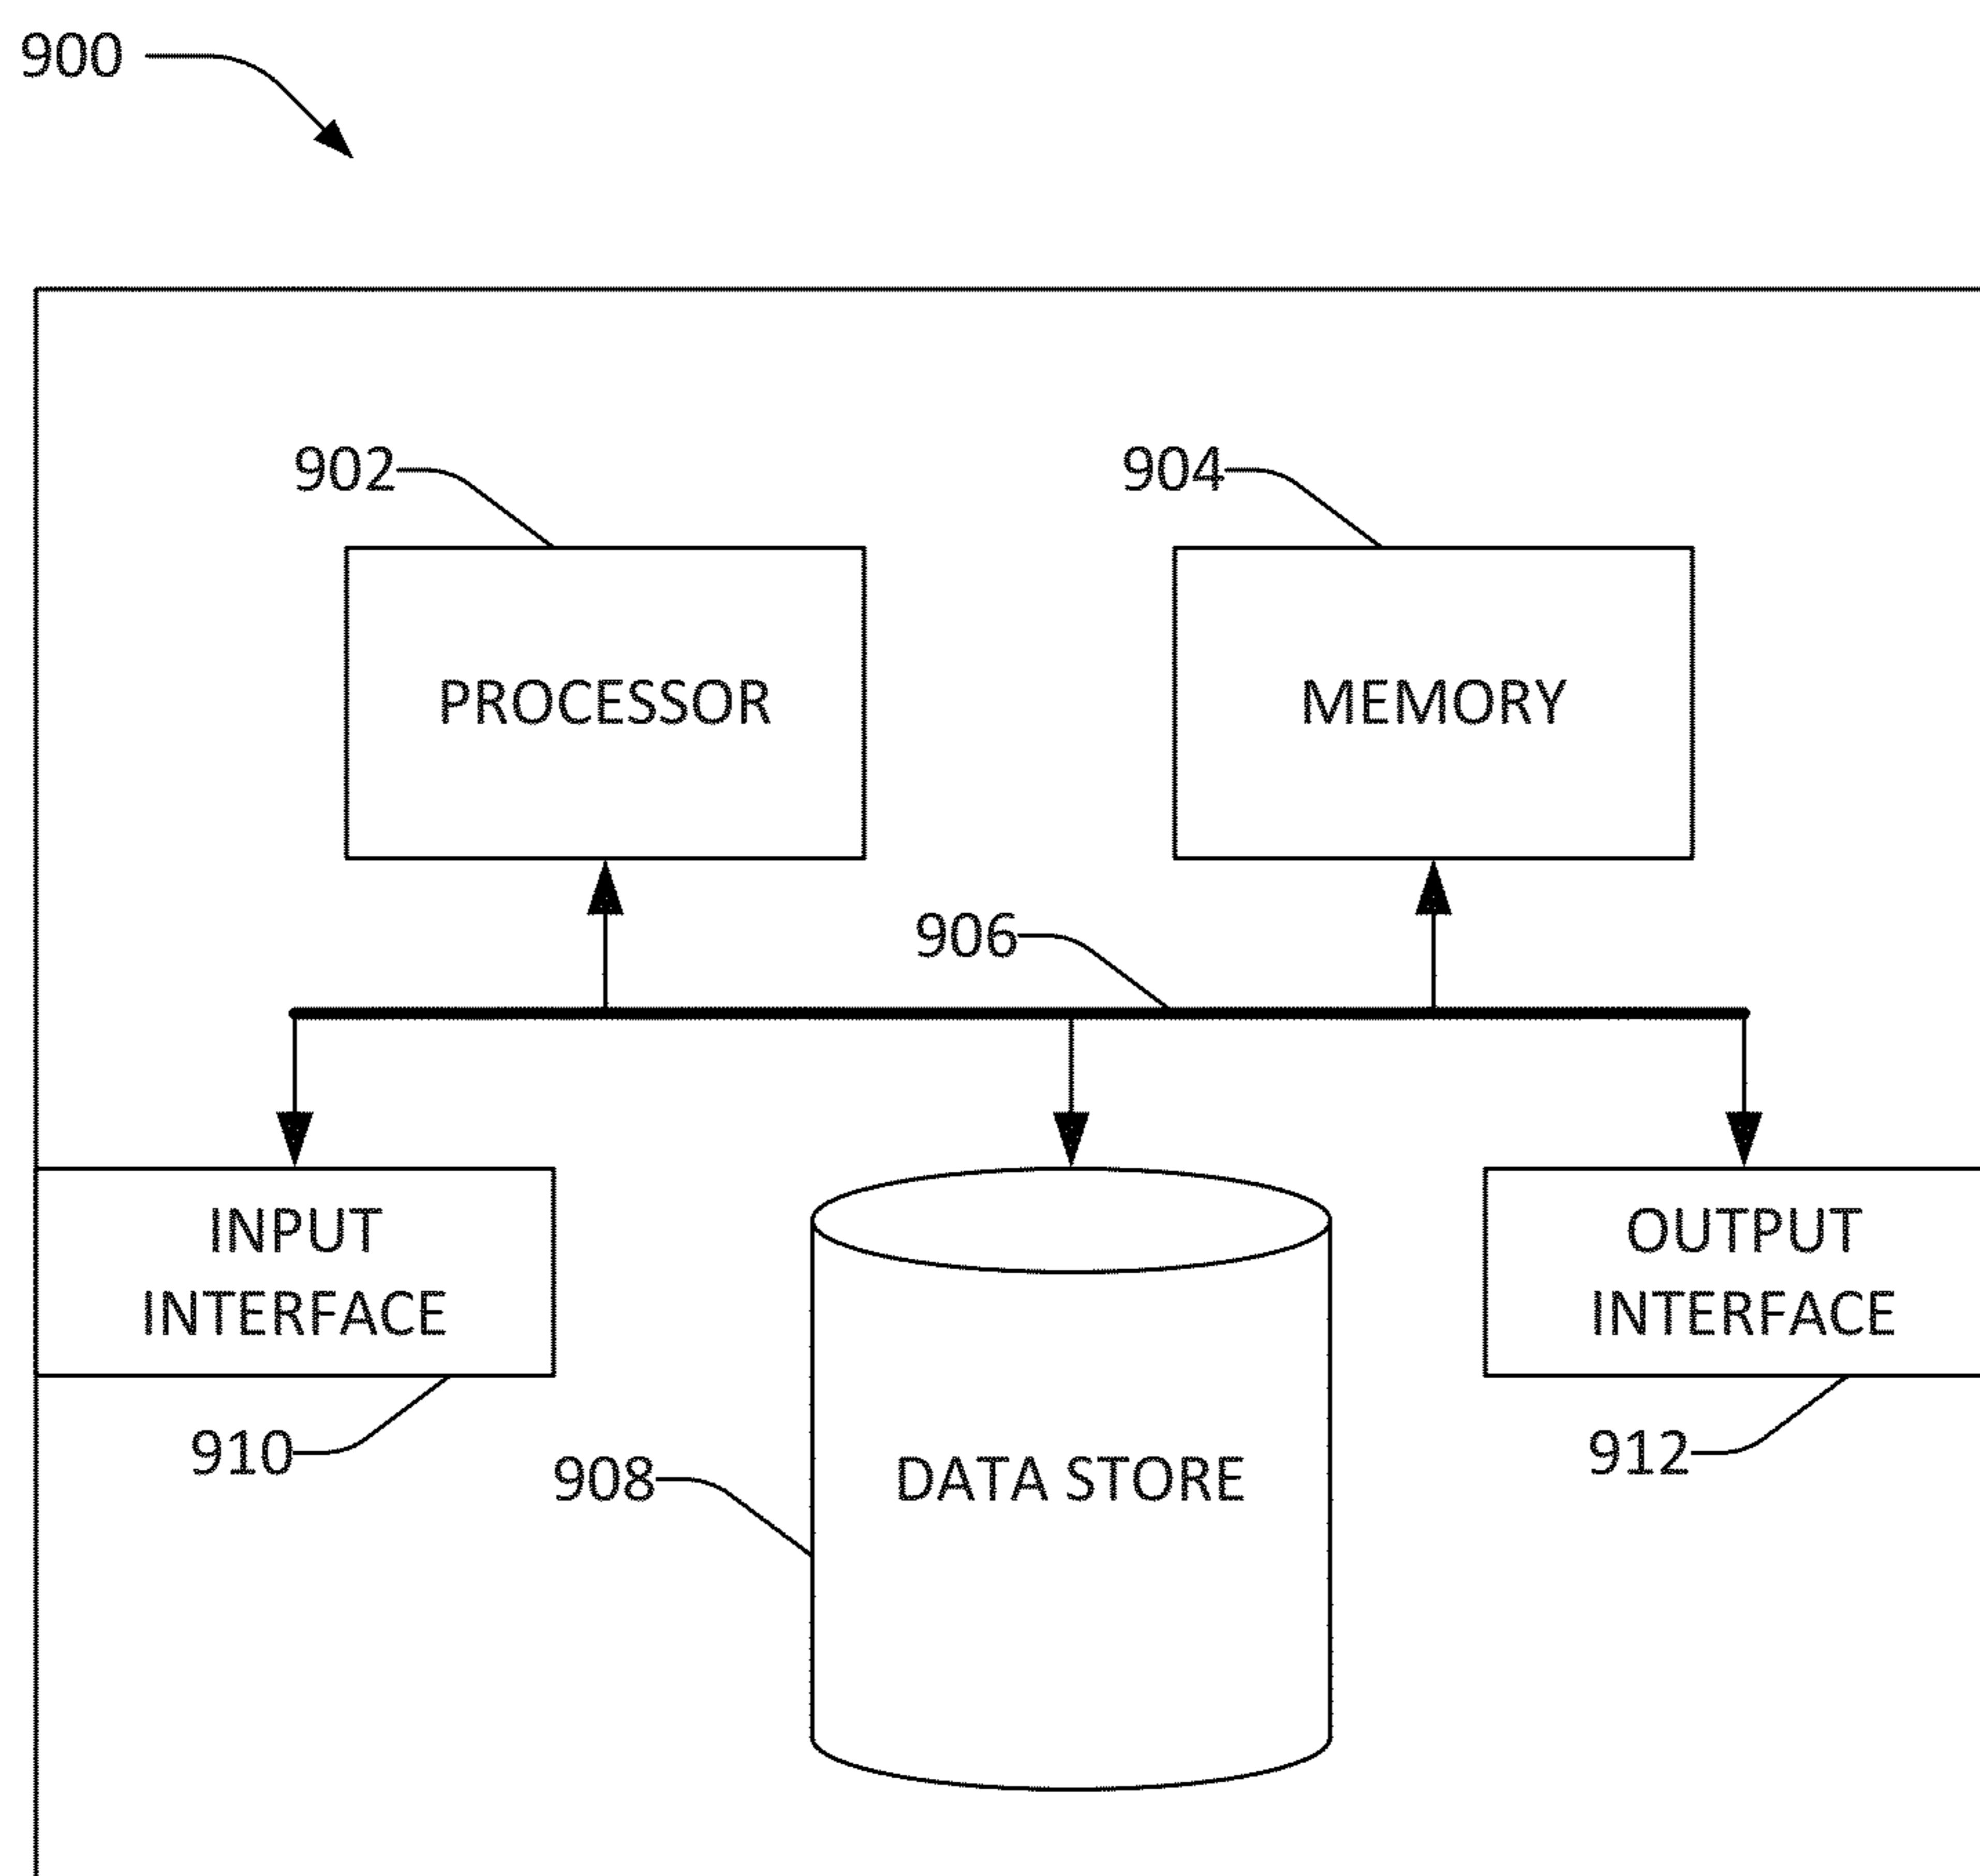 900
902
904
PROCESSOR
MEMORY
906
INPUT
INTERFACE
OUTPUT
INTERFACE
910
908
DATA STORE
912